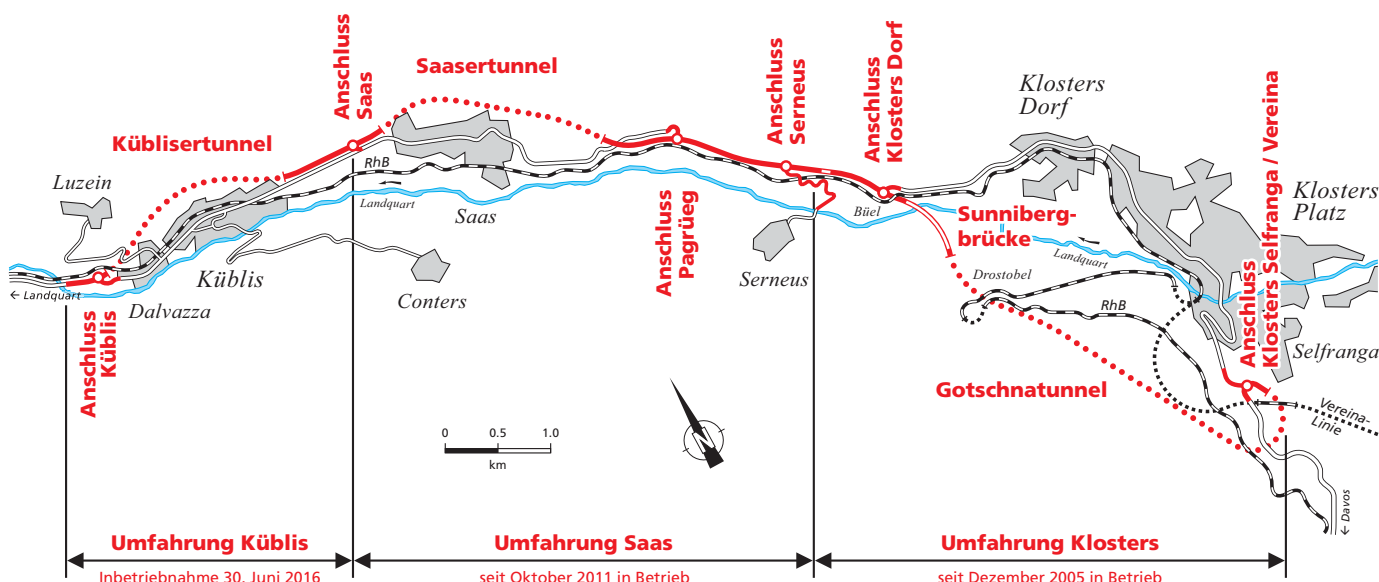 Anschluss
Saas
Saasertunnel
Küblisertunnel
Luzein
RhB
Landquart
Saas
Küblis
Conters
Dalvazza
← Landquart
Anschluss
Küblis
Anschluss
Pagrüeg
Anschluss
Serneus
Serneus
Anschluss
Klosters Dorf
Büel
Klosters
Dorf
Sunniberg-
brücke
Landquart
Drostobel
RhB
Klosters
Platz
Anschluss
Klosters Selfranga / Vereina
Selfranga
Gotschnatunnel
Vereina-
Linie
← Davos
0 0.5 1.0
km
Umfahrung Küblis
Inbetriebnahme 30. Juni 2016
Umfahrung Saas
seit Oktober 2011 in Betrieb
Umfahrung Klosters
seit Dezember 2005 in Betrieb